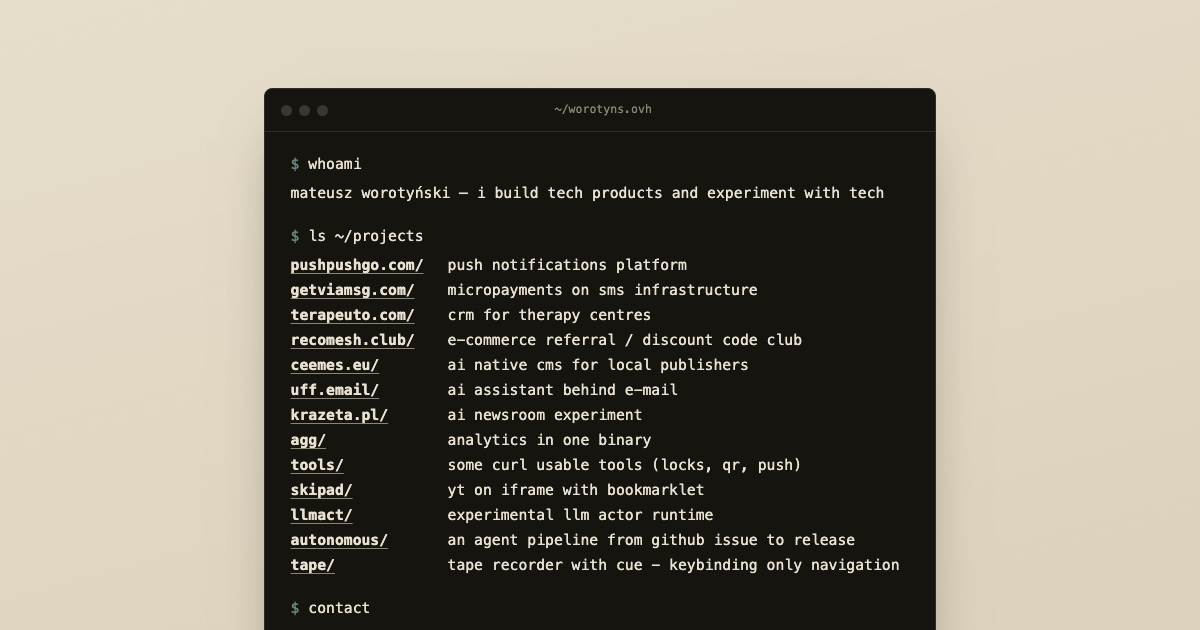 ~/worotyns.ovh
$ whoami
mateusz worotyński — i build tech products and experiment with tech
$ ls ~/projects
pushpushgo.com/ push notifications platform
getviamsg.com/ micropayments on sms infrastructure
terapeuto.com/ crm for therapy centres
recomesh.club/ e-commerce referral / discount code club
ceemes.eu/ ai native cms for local publishers
uff.email/ ai assistant behind e-mail
krazeta.pl/ ai newsroom experiment
agg/ analytics in one binary
tools/ some curl usable tools (locks, qr, push)
skipad/ yt on iframe with bookmarklet
llmact/ experimental llm actor runtime
autonomous/ an agent pipeline from github issue to release
tape/ tape recorder with cue - keybinding only navigation
$ contact